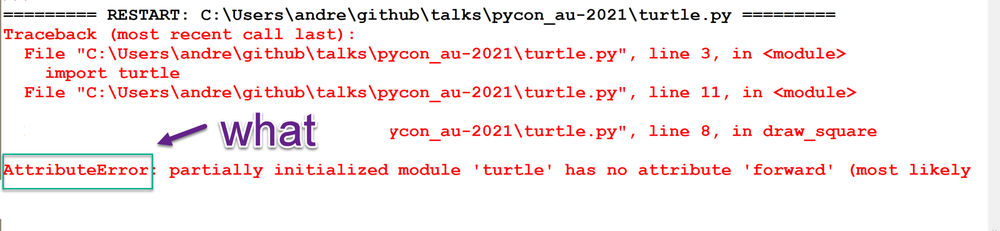 ========= RESTART: C:\Users\andre\github\talks\pycon_au-2021\turtle.py =========
Traceback (most recent call last):
  File "C:\Users\andre\github\talks\pycon_au-2021\turtle.py", line 3, in <module>
    import turtle
  File "C:\Users\andre\github\talks\pycon_au-2021\turtle.py", line 11, in <module>
what
ycon_au-2021\turtle.py", line 8, in draw_square
AttributeError: partially initialized module 'turtle' has no attribute 'forward' (most likely